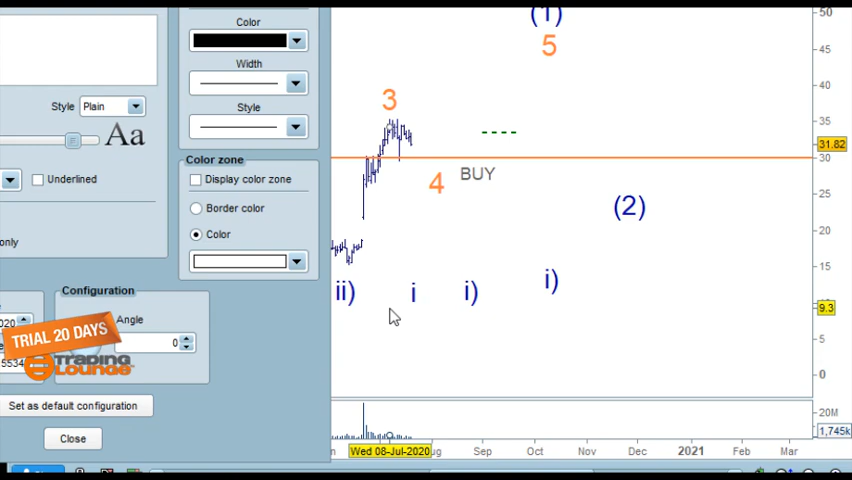 Color
Width
Style
Style Plain
Aa
Underlined
only
Color zone
Display color zone
Border color
Color
Configuration
Angle
0
020
TRIAL 20 DAYS
TRADING
LOUNGE
5534
Set as default configuration
Close
(1)
5
3
4
BUY
(2)
ii)
i
i)
i)
50
45
40
35
31.82
30
25
20
15
9.3
5
0
20M
1,745k
Wed 08-Jul-2020
ug
Sep
Oct
2021
Feb
Mar